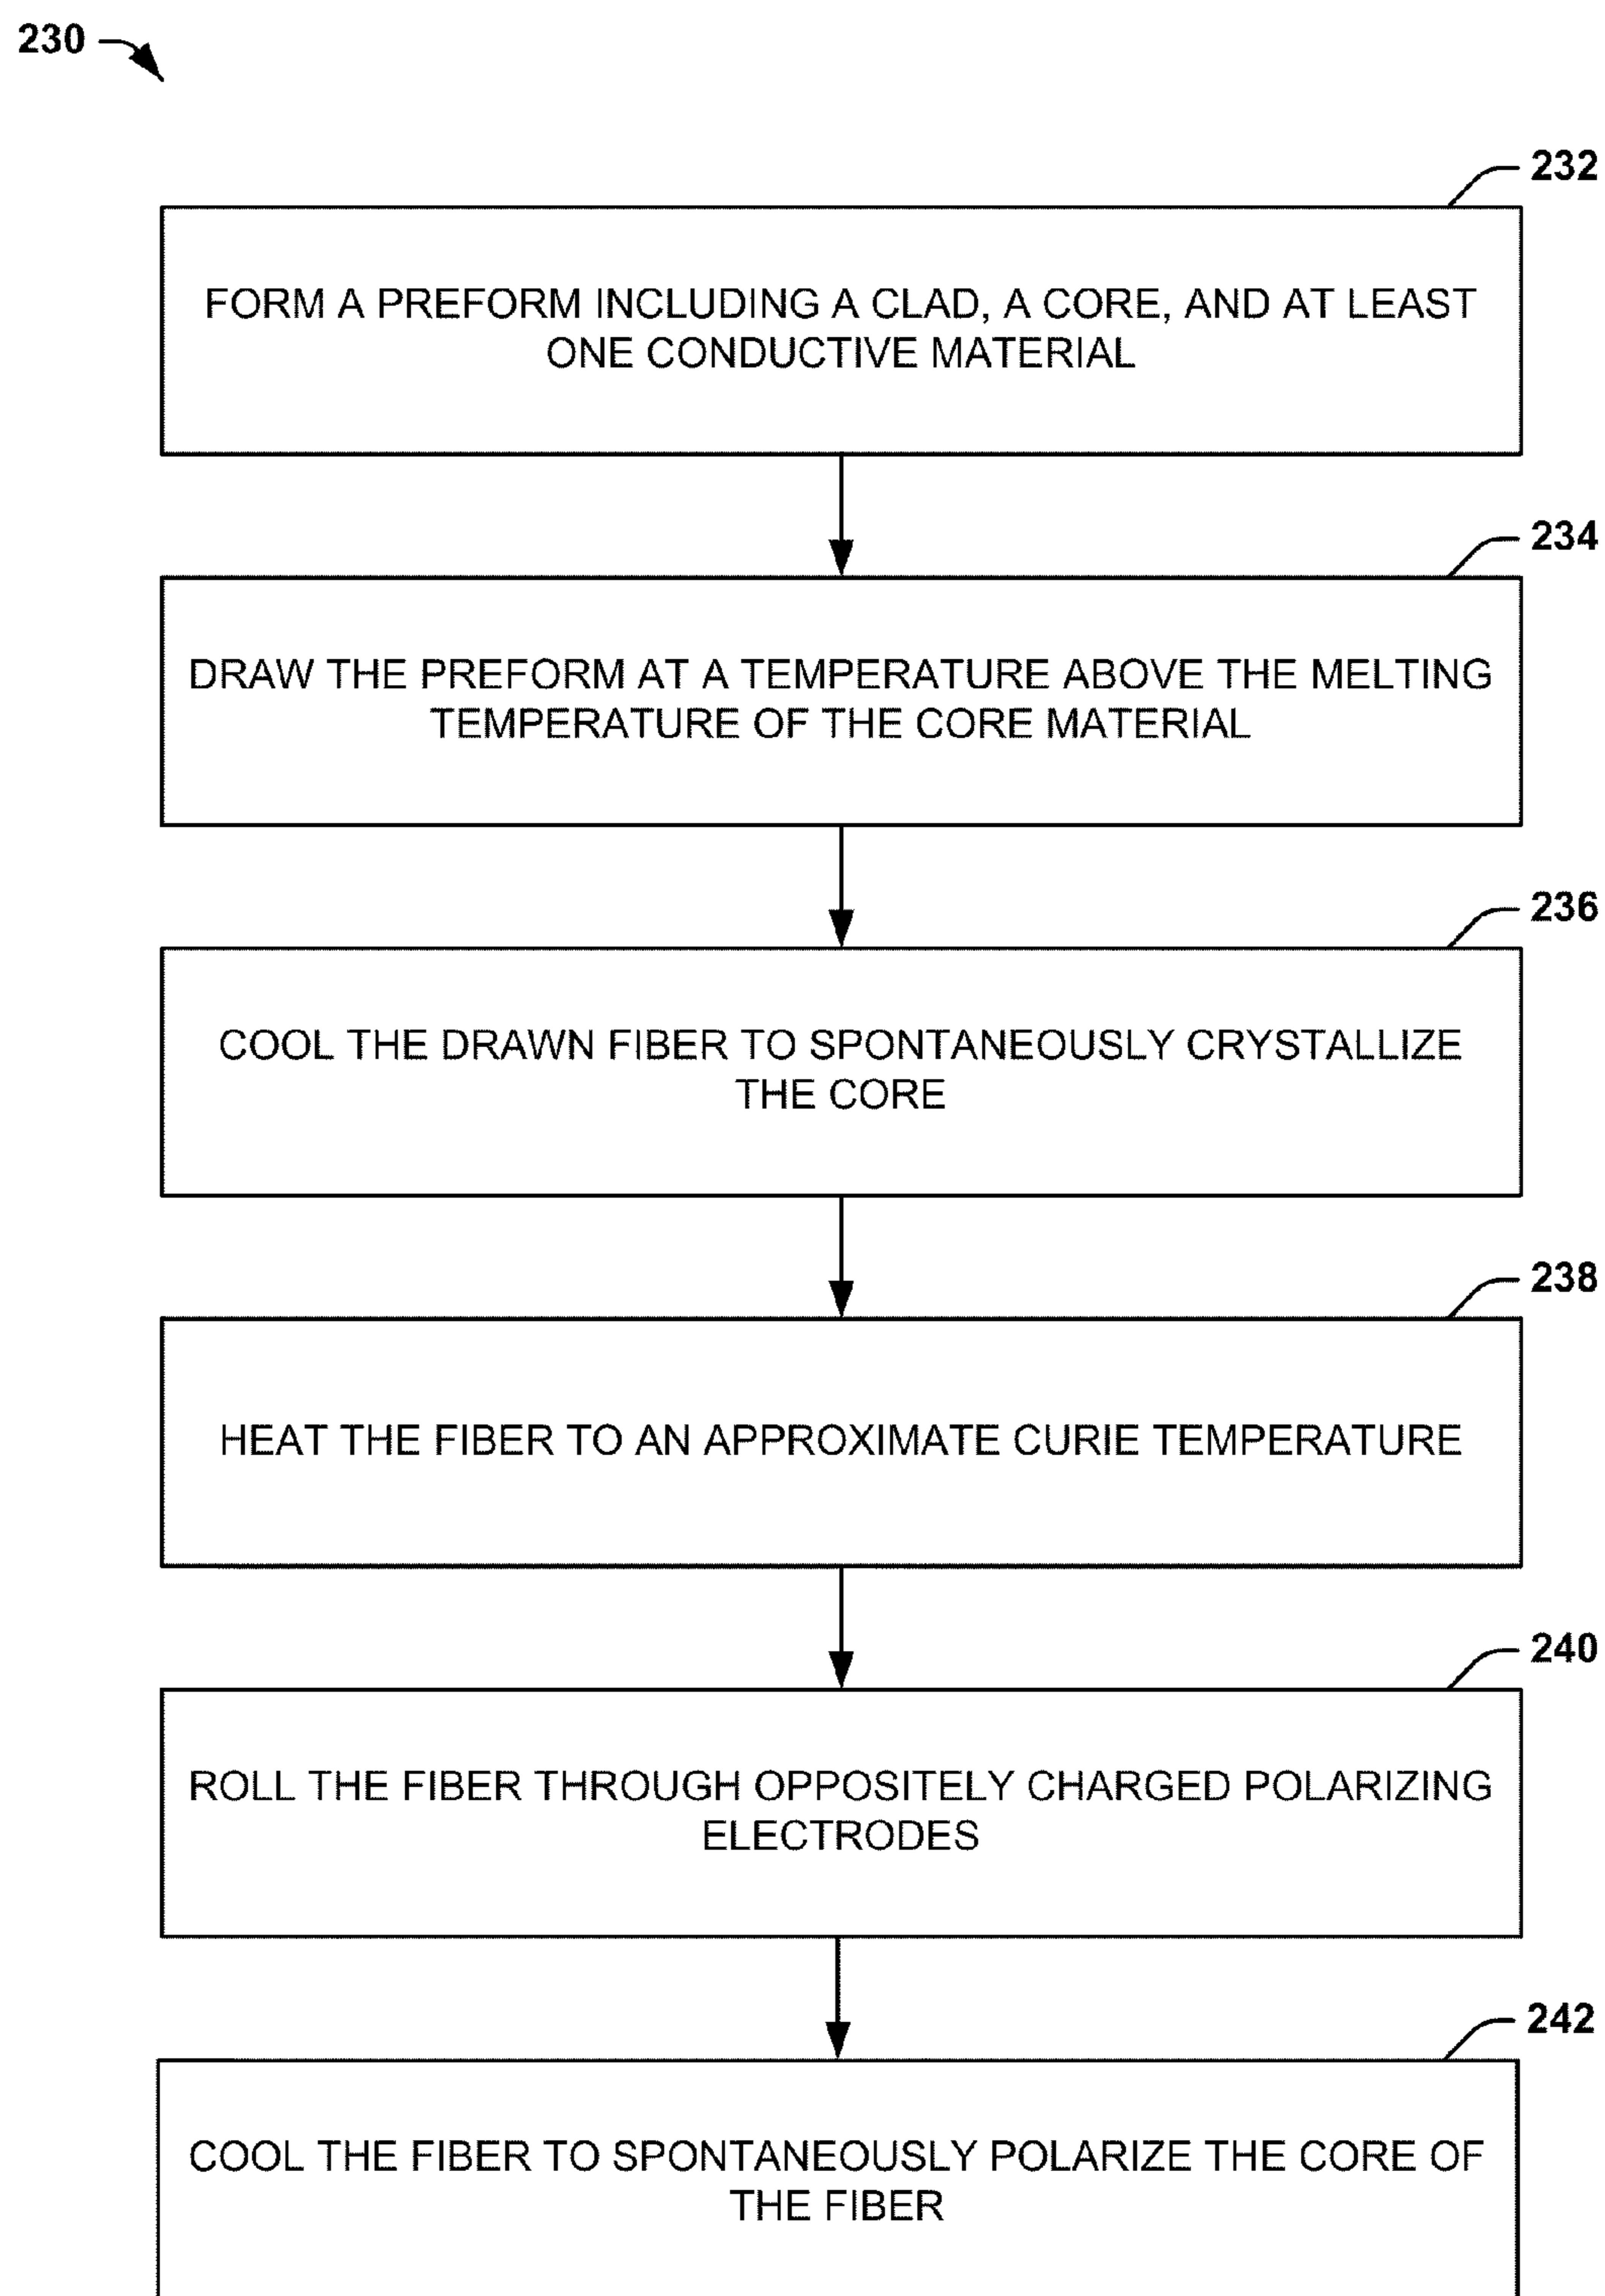 230
232
FORM A PREFORM INCLUDING A CLAD, A CORE, AND AT LEAST
ONE CONDUCTIVE MATERIAL
234
DRAW THE PREFORM AT A TEMPERATURE ABOVE THE MELTING
TEMPERATURE OF THE CORE MATERIAL
236
COOL THE DRAWN FIBER TO SPONTANEOUSLY CRYSTALLIZE
THE CORE
238
HEAT THE FIBER TO AN APPROXIMATE CURIE TEMPERATURE
240
ROLL THE FIBER THROUGH OPPOSITELY CHARGED POLARIZING
ELECTRODES
242
COOL THE FIBER TO SPONTANEOUSLY POLARIZE THE CORE OF
THE FIBER